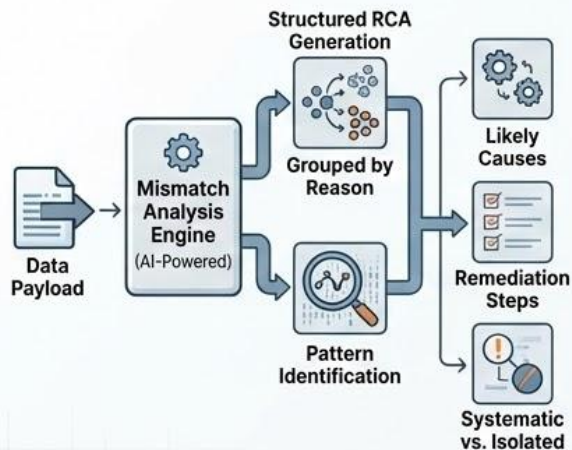 Structured RCA
Generation
Grouped by
Reason
Likely
Causes
Mismatch
Analysis
Engine
(AI-Powered)
Data
Payload
Remediation
Steps
Pattern
Identification
Systematic
vs. Isolated